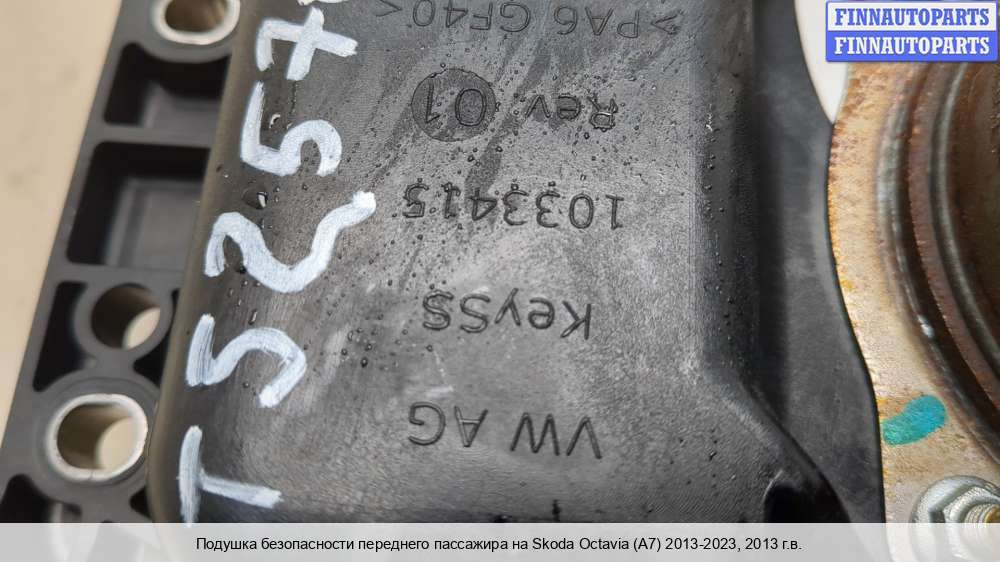 FINNAUTOPARTS
FINNAUTOPARTS
VW AG
KeySS
1033415
Rev. 01
>PA6 GF40<
Подушка безопасности переднего пассажира на Skoda Octavia (A7) 2013-2023, 2013 г.в.